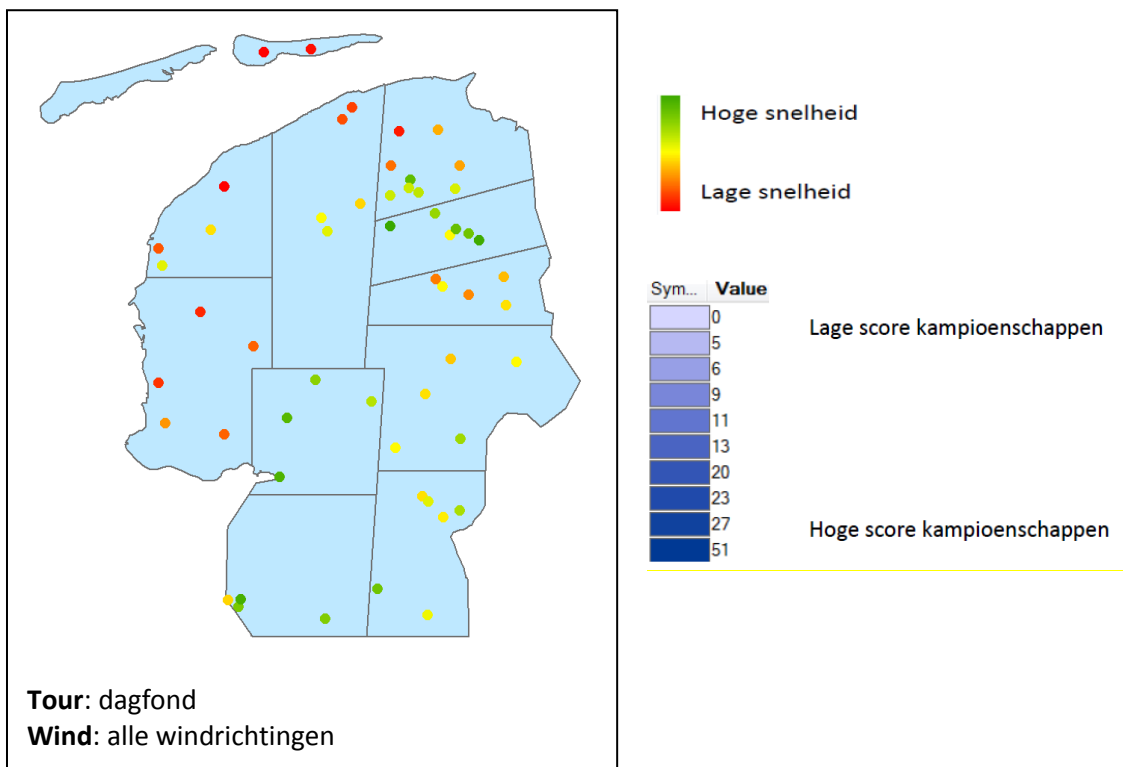 Hoge snelheid
Lage snelheid
Sym... Value
0
Lage score kampioenschappen
5
6
9
11
13
20
23
27
Hoge score kampioenschappen
51
Tour: dagfond
Wind: alle windrichtingen